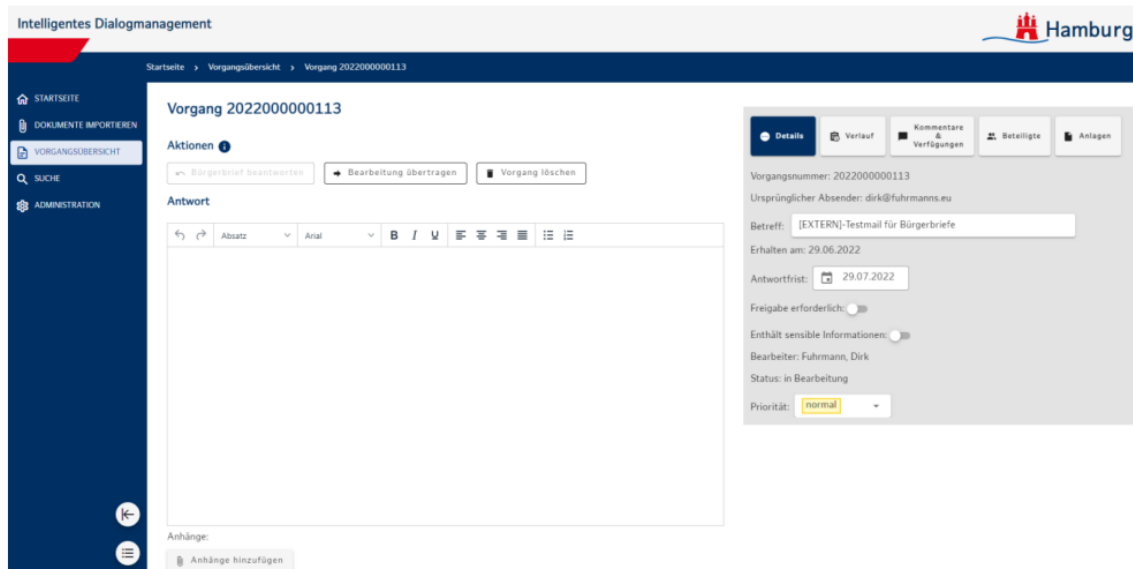 Intelligentes Dialogmanagement
Hamburg
Startseite › Vorgangsübersicht › Vorgang 2022000000113
STARTSEITE
DOKUMENTE IMPORTIEREN
VORGANGSÜBERSICHT
SUCHE
ADMINISTRATION
Vorgang 2022000000113
Aktionen
Bürgerbrief beantworten
Bearbeitung übertragen
Vorgang löschen
Antwort
Absatz
Arial
B I U
Anhänge:
Anhänge hinzufügen
Details
Verlauf
Kommentare
&
Verfügungen
Beteiligte
Anlagen
Vorgangsnummer: 2022000000113
Ursprünglicher Absender: dirk@fuhrmanns.eu
Betreff: [EXTERN]-Testmail für Bürgerbriefe
Erhalten am: 29.06.2022
Antwortfrist: 29.07.2022
Freigabe erforderlich:
Enthält sensible Informationen:
Bearbeiter: Fuhrmann, Dirk
Status: in Bearbeitung
Priorität: normal